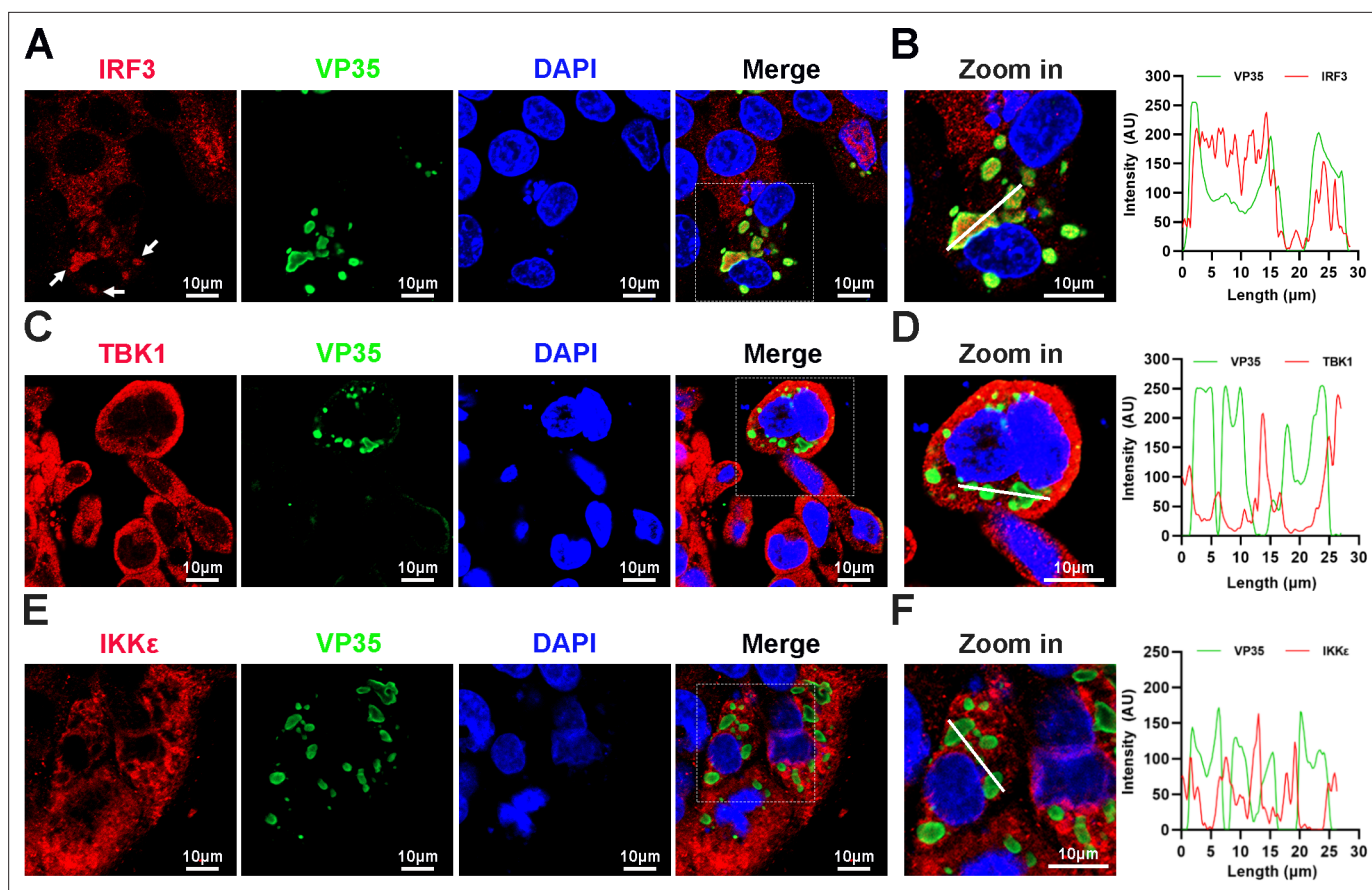 A
B
IRF3 VP35 DAPI Merge Zoom in
VP35 IRF3
10µm 10µm 10µm 10µm 10µm
Intensity (AU)
300
250
200
150
100
50
0
0 5 10 15 20 25 30
Length (µm)
C
D
TBK1 VP35 DAPI Merge Zoom in
VP35 TBK1
10µm 10µm 10µm 10µm 10µm
Intensity (AU)
300
250
200
150
100
50
0
0 5 10 15 20 25 30
Length (µm)
E
F
IKKε VP35 DAPI Merge Zoom in
VP35 IKKε
10µm 10µm 10µm 10µm 10µm
Intensity (AU)
250
200
150
100
50
0
0 5 10 15 20 25 30
Length (µm)